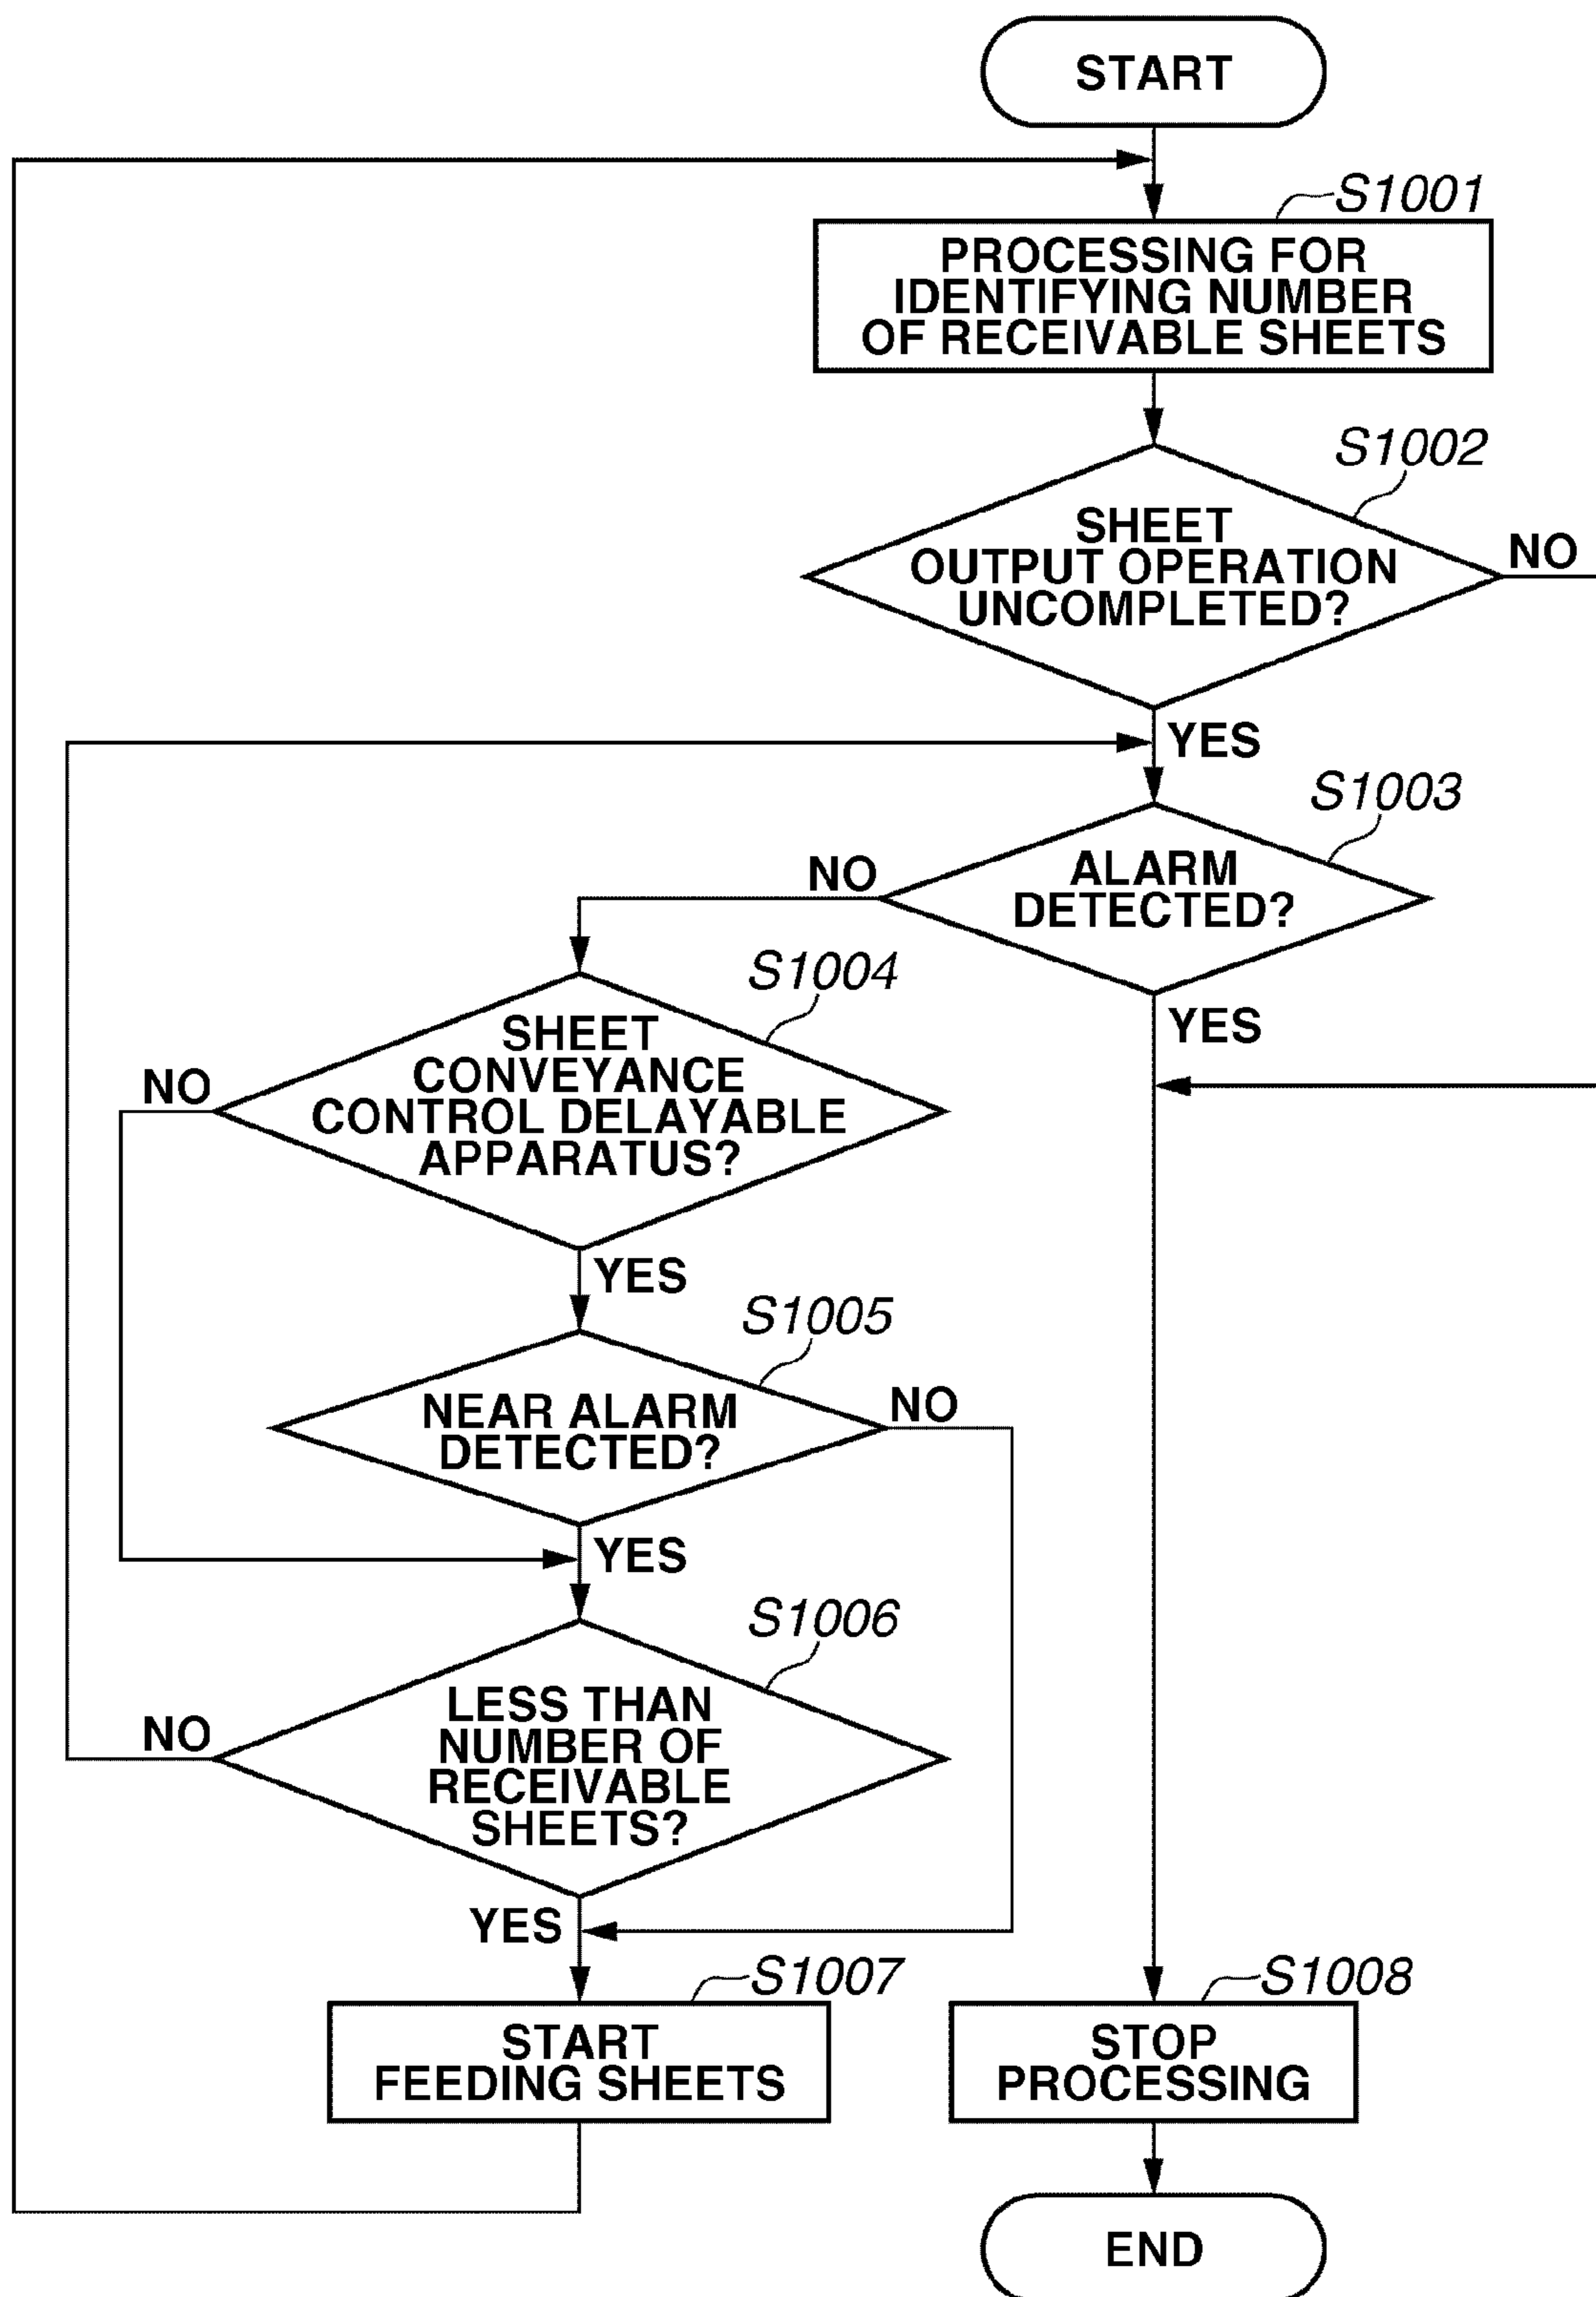 START
S1001
PROCESSING FOR
IDENTIFYING NUMBER
OF RECEIVABLE SHEETS
S1002
SHEET
OUTPUT OPERATION
UNCOMPLETED?
NO
YES
S1003
ALARM
DETECTED?
NO
YES
S1004
SHEET
CONVEYANCE
CONTROL DELAYABLE
APPARATUS?
NO
YES
S1005
NEAR ALARM
DETECTED?
NO
YES
S1006
LESS THAN
NUMBER OF
RECEIVABLE
SHEETS?
NO
YES
S1007
START
FEEDING SHEETS
S1008
STOP
PROCESSING
END